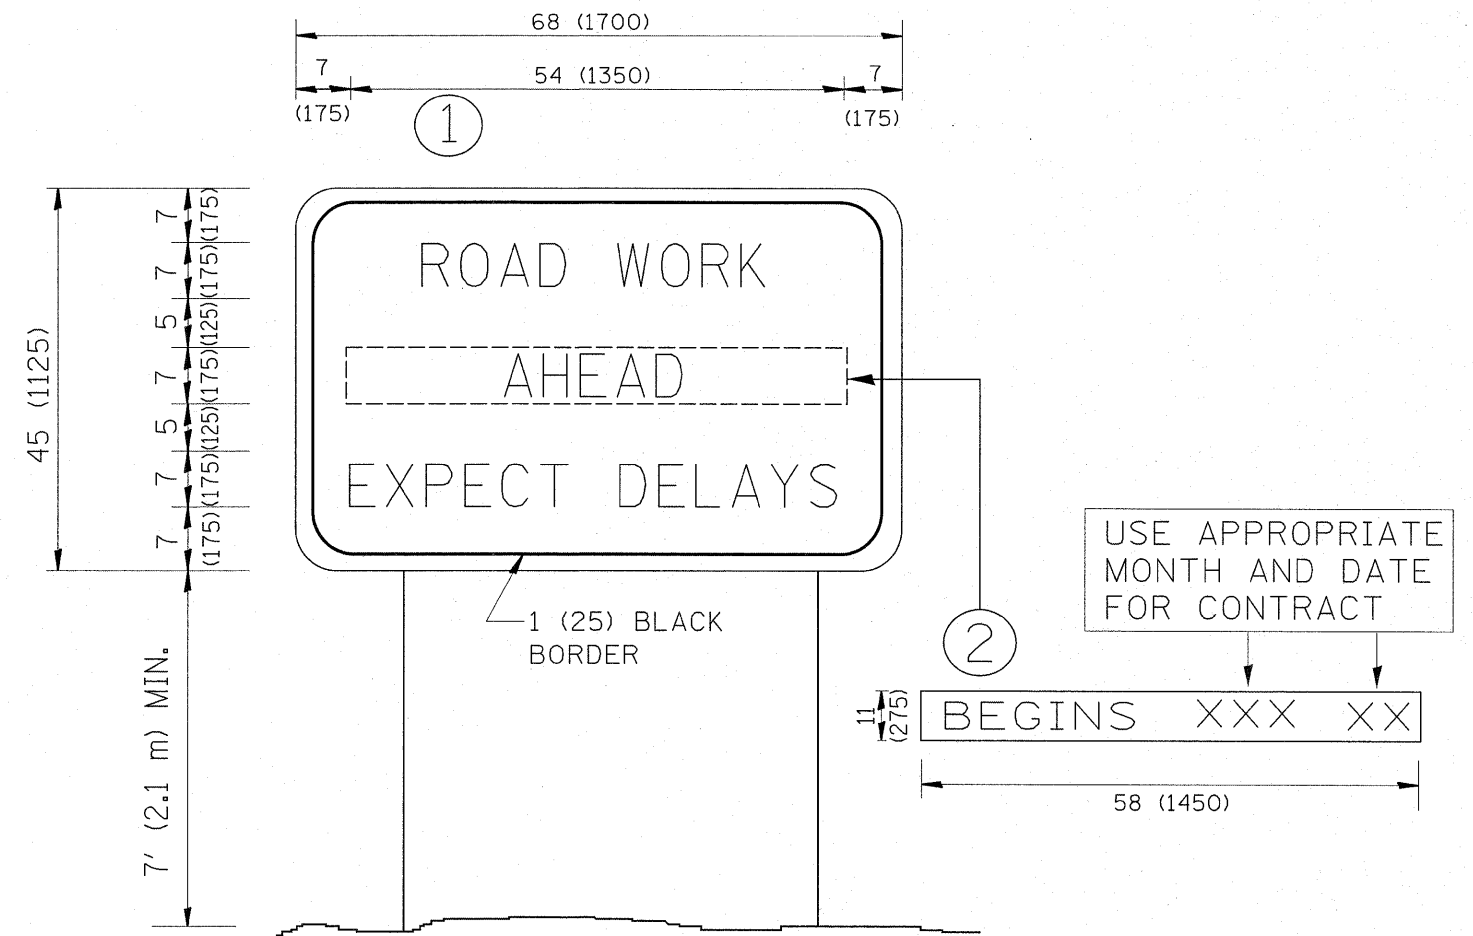 68 (1700)
7
54 (1350)
7
(175)
(175)
1
7
(175)
7
(175)
5
(125)
7
(175)
5
(125)
7
(175)
7
(175)
45 (1125)
ROAD WORK
AHEAD
EXPECT DELAYS
1 (25) BLACK
BORDER
7' (2.1 m) MIN.
2
USE APPROPRIATE
MONTH AND DATE
FOR CONTRACT
11
(275)
BEGINS XXX XX
58 (1450)